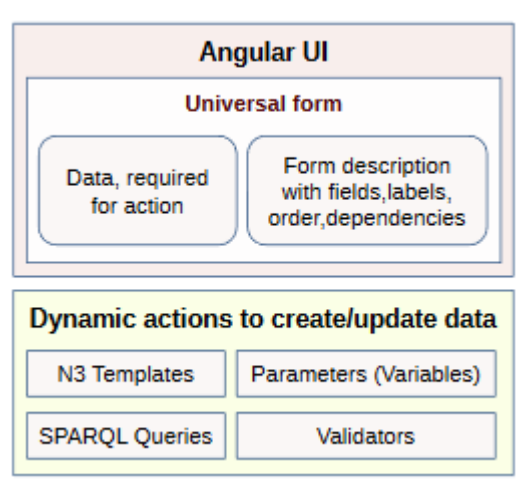 Angular UI
Universal form
Data, required
for action
Form description
with fields,labels,
order,dependencies
Dynamic actions to create/update data
N3 Templates
Parameters (Variables)
SPARQL Queries
Validators